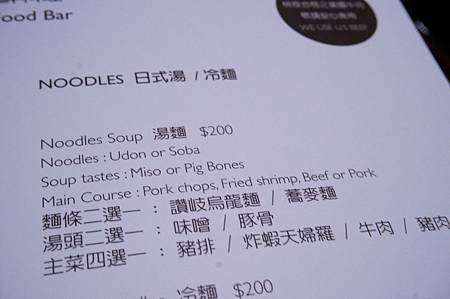 Food Bar
WE USE US BEEF
NOODLES 日式湯 / 冷麵
Noodles Soup 湯麵 $200
Noodles : Udon or Soba
Soup tastes : Miso or Pig Bones
Main Course : Pork chops, Fried shrimp, Beef or Pork
麵條二選一 : 讚岐烏龍麵 / 蕎麥麵
湯頭二選一 : 味噌 / 豚骨
主菜四選一 : 豬排 / 炸蝦天婦羅 / 牛肉 / 豬肉
冷麵 $200